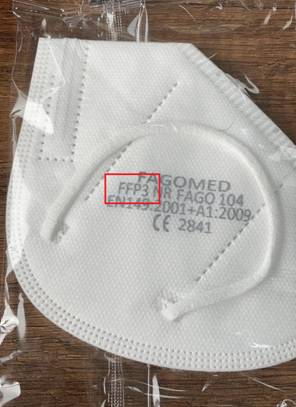 FAGOMED
FFP3 NR FAGO 104
EN149:2001+A1:2009
CE 2841